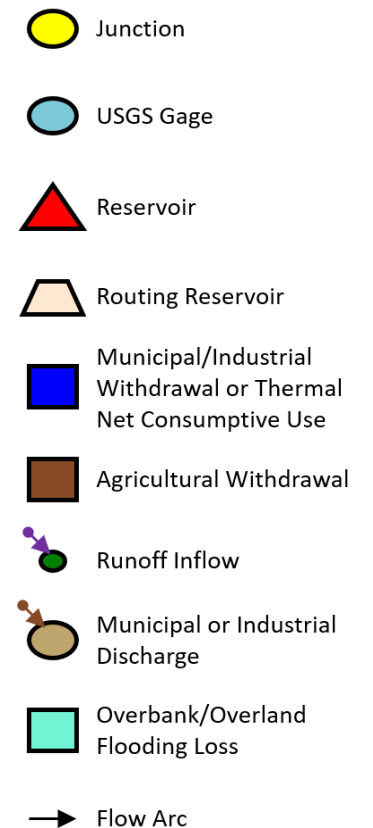 Junction
USGS Gage
Reservoir
Routing Reservoir
Municipal/Industrial
Withdrawal or Thermal
Net Consumptive Use
Agricultural Withdrawal
Runoff Inflow
Municipal or Industrial
Discharge
Overbank/Overland
Flooding Loss
Flow Arc